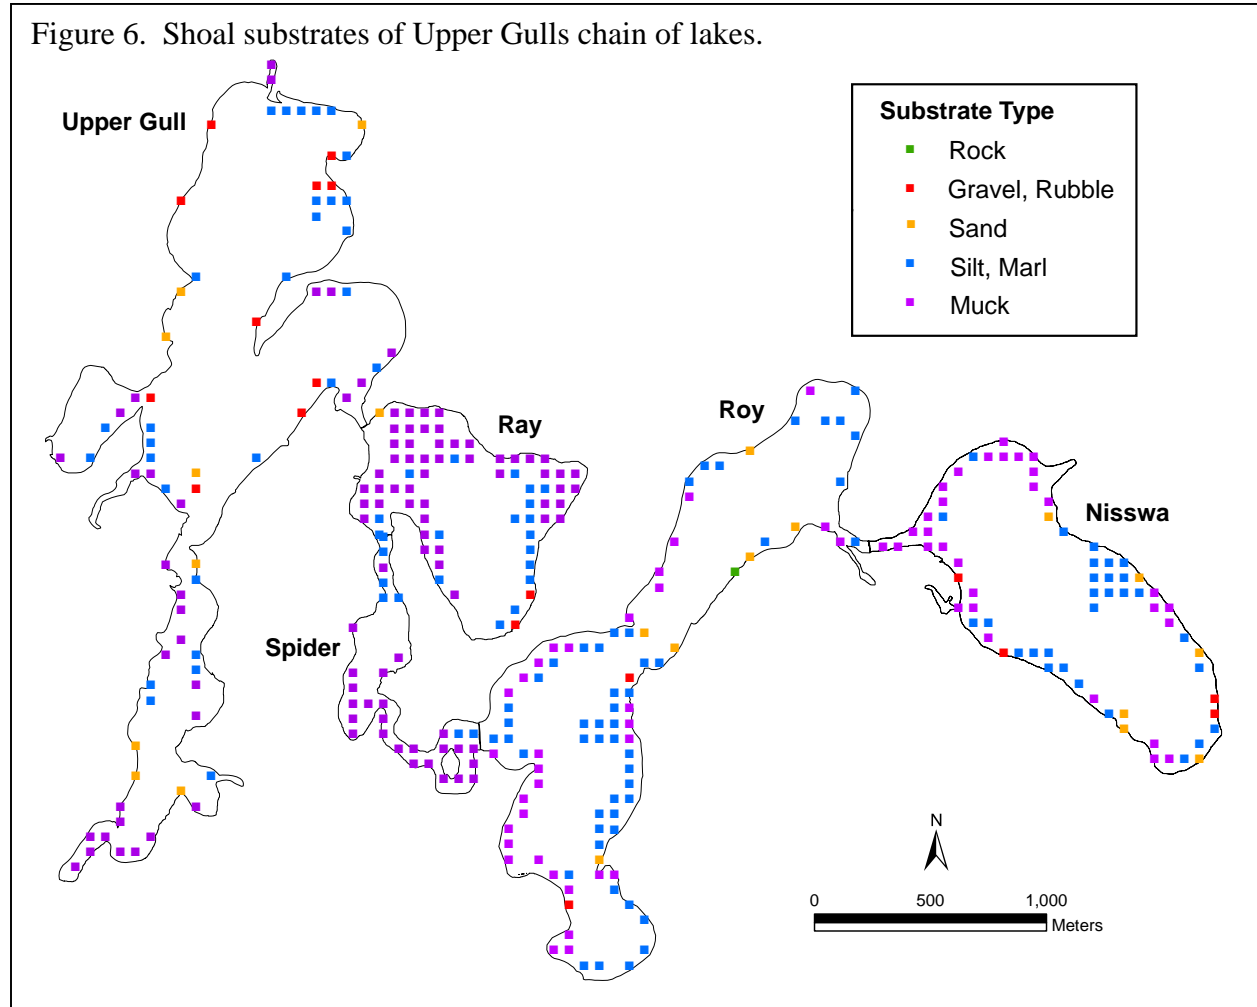 Figure 6.  Shoal substrates of Upper Gulls chain of lakes.
Upper Gull
Substrate Type
Rock
Gravel, Rubble
Sand
Silt, Marl
Muck
Ray
Roy
Nisswa
Spider
N
0 500 1,000
Meters